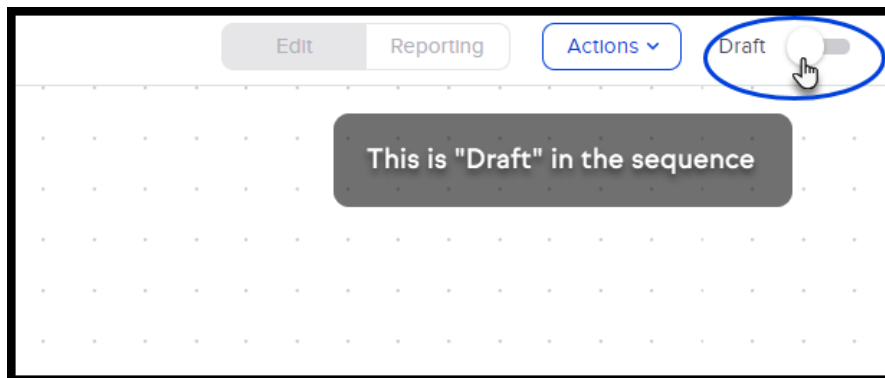 Edit Reporting Actions Draft
This is "Draft" in the sequence